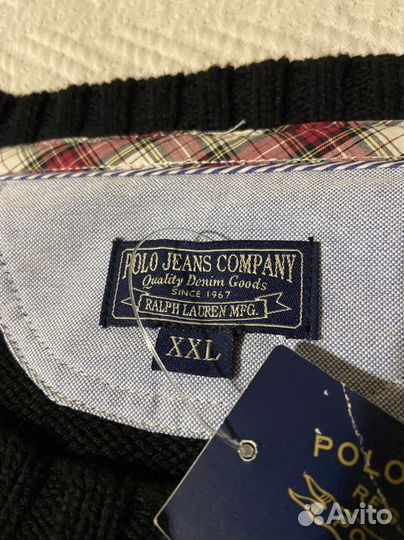 POLO JEANS COMPANY
Quality Denim Goods
SINCE 1967
RALPH LAUREN MFG.
XXL
POLO
Avito